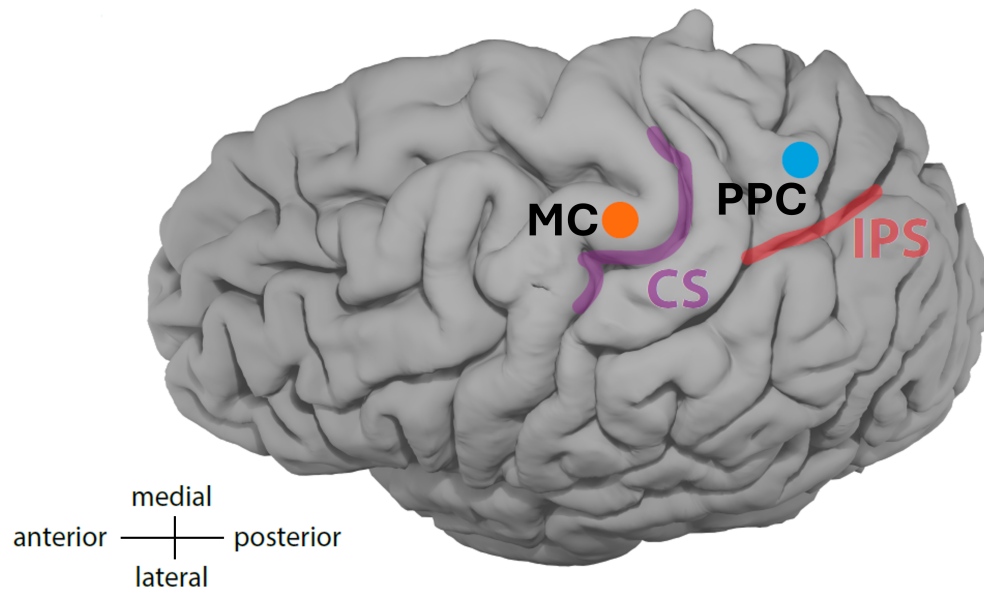 PPC
MC
IPS
CS
medial
anterior posterior
lateral